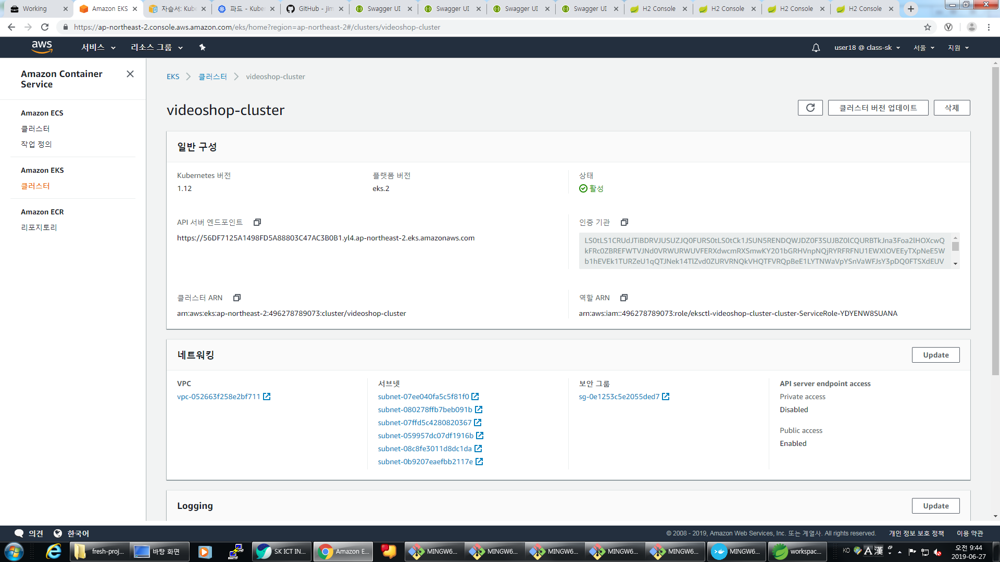 Working
Amazon EKS
자습서: Kube
파드 - Kuber
GitHub - jim
Swagger UI
Swagger UI
Swagger UI
Swagger UI
H2 Console
H2 Console
H2 Console
H2 Console
https://ap-northeast-2.console.aws.amazon.com/eks/home?region=ap-northeast-2#/clusters/videoshop-cluster
aws
서비스
리소스 그룹
user18 @ class-sk
서울
지원
Amazon Container
Service
Amazon ECS
클러스터
작업 정의
Amazon EKS
클러스터
Amazon ECR
리포지토리
EKS
클러스터
videoshop-cluster
videoshop-cluster
클러스터 버전 업데이트
삭제
일반 구성
Kubernetes 버전
1.12
플랫폼 버전
eks.2
상태
활성
API 서버 엔드포인트
https://56DF7125A1498FD5A88803C47AC3B0B1.yl4.ap-northeast-2.eks.amazonaws.com
인증 기관
LS0tLS1CRUdJTiBDRVJUSUZJQ0FURS0tLS0tCk1JSUN5RENDQWJDZ0F3SUJBZ0lCQURBTkJna3Foa2lHOXcwQ
kFRc0ZBREFWTVJNd0VRWURWUVFERXdwcmRXSmwKY201bGRHVnpNQjRYRFRFNU1EWXlOVEEyTXpNeE5W
b1hEVEk1TURZeU1qQTJNek14TlZvd0ZURVRNQkVHQTFVRQpBeE1LYTNWaVpYSnVaWFJsY3pDQ0FTSXdEUV
클러스터 ARN
arn:aws:eks:ap-northeast-2:496278789073:cluster/videoshop-cluster
역할 ARN
arn:aws:iam::496278789073:role/eksctl-videoshop-cluster-cluster-ServiceRole-YDYENW8SUANA
네트워킹
Update
VPC
vpc-052663f258e2bf711
서브넷
subnet-07ee040fa5c5f81f0
subnet-080278ffb7beb091b
subnet-07ffd5c4280820367
subnet-059957dc07df1916b
subnet-08c8fe3011d8dc1da
subnet-0b9207eaefbb2117e
보안 그룹
sg-0e1253c5e2055ded7
API server endpoint access
Private access
Disabled
Public access
Enabled
Logging
Update
의견
한국어
© 2008 - 2019, Amazon Web Services, Inc. 또는 계열사. All rights reserved.
개인 정보 보호 정책
이용 약관
fresh-proj...
바탕 화면
SK ICT IN...
Amazon E...
MINGW6...
MINGW6...
MINGW6...
MINGW6...
MINGW6...
MINGW6...
workspac...
KO
A漢
오전 9:44
2019-06-27